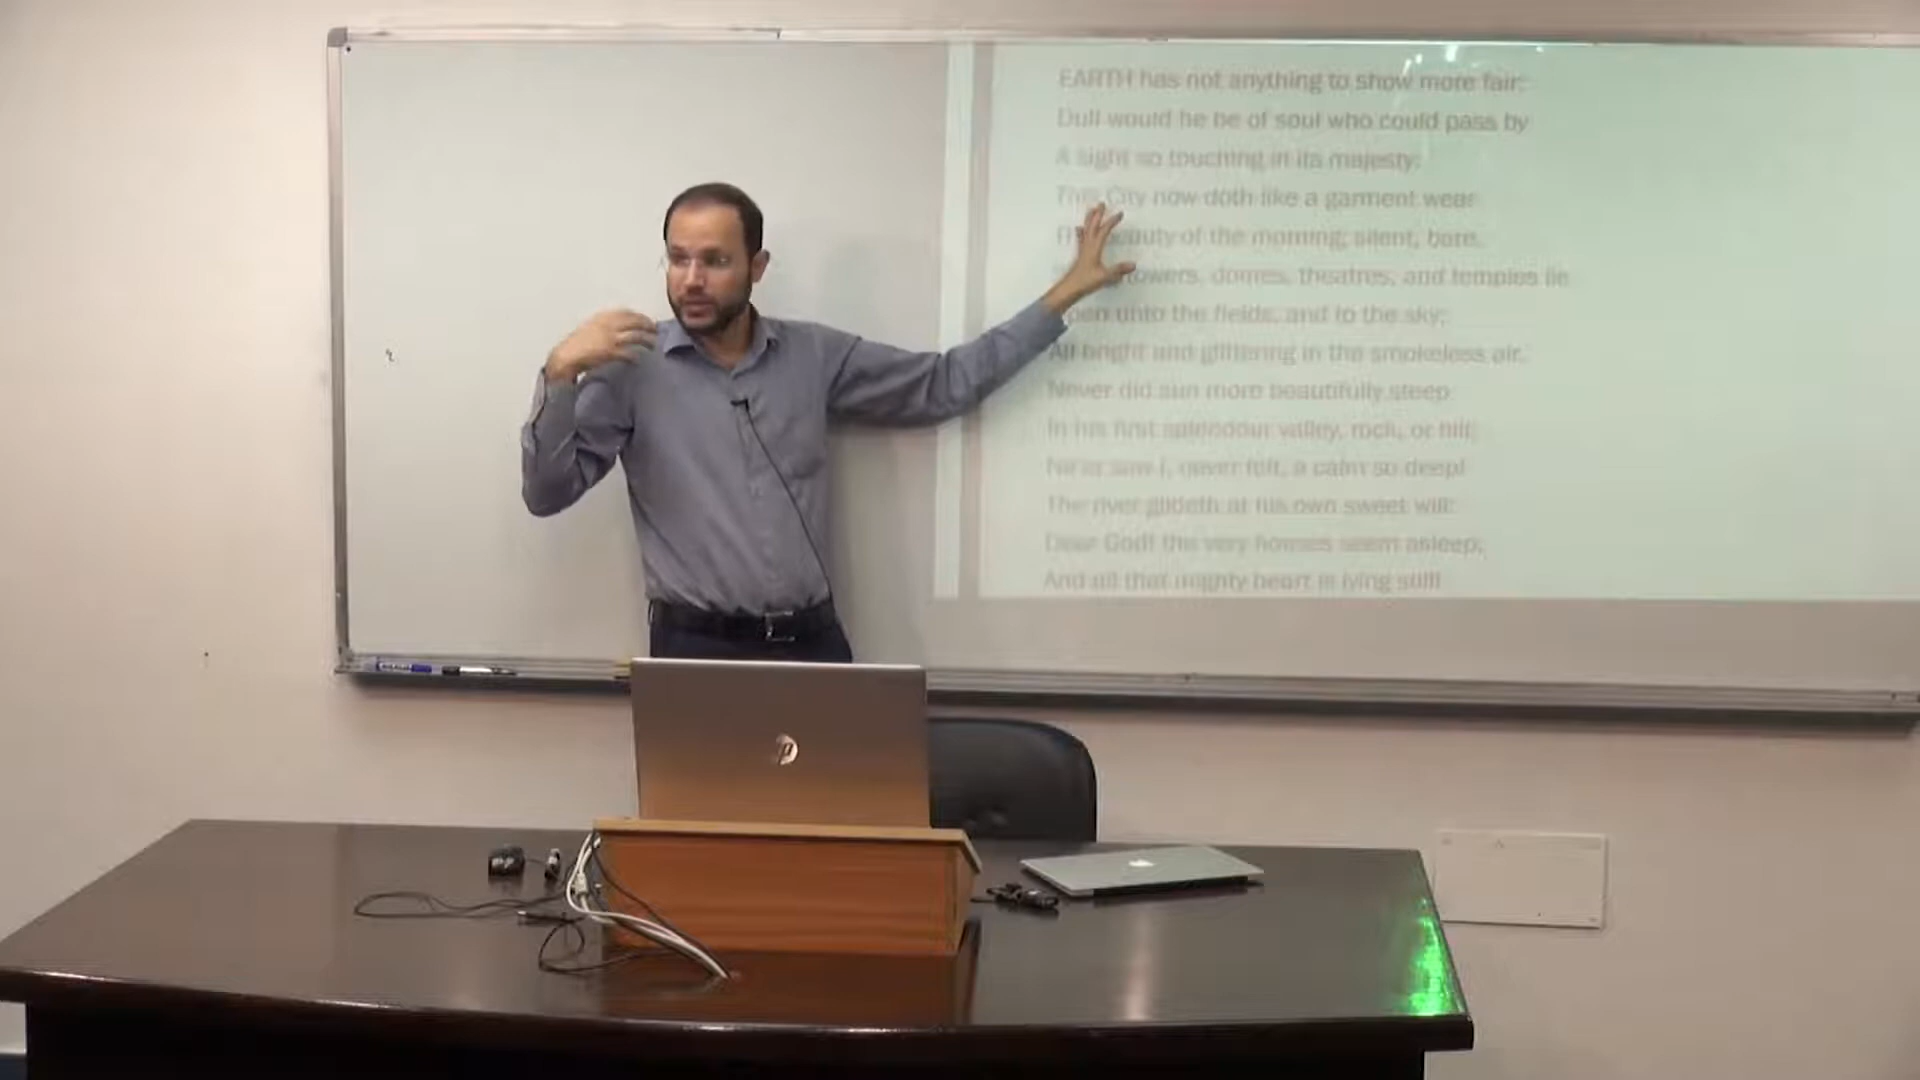 EARTH has not anything to show more fair:
Dull would he be of soul who could pass by
A sight so touching in its majesty:
This City now doth like a garment wear
beauty of the morning; silent, bare,
towers, domes, theatres, and temples lie
Open unto the fields, and to the sky;
All bright and glittering in the smokeless air.
Never did sun more beautifully steep
In his first splendour valley, rock, or hill;
Ne'er saw I, never felt, a calm so deep!
The river glideth at his own sweet will:
Dear God! the very houses seem asleep;
And all that mighty heart is lying still!
hp